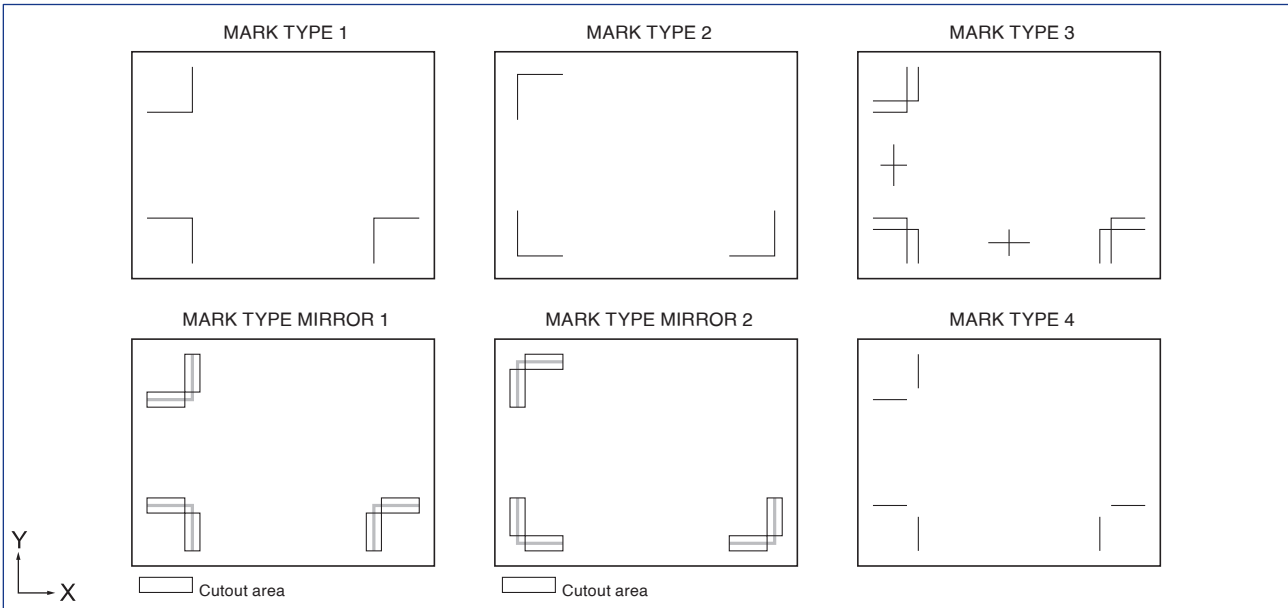 MARK TYPE 1
MARK TYPE 2
MARK TYPE 3
MARK TYPE MIRROR 1
MARK TYPE MIRROR 2
MARK TYPE 4
Y
X
Cutout area
Cutout area